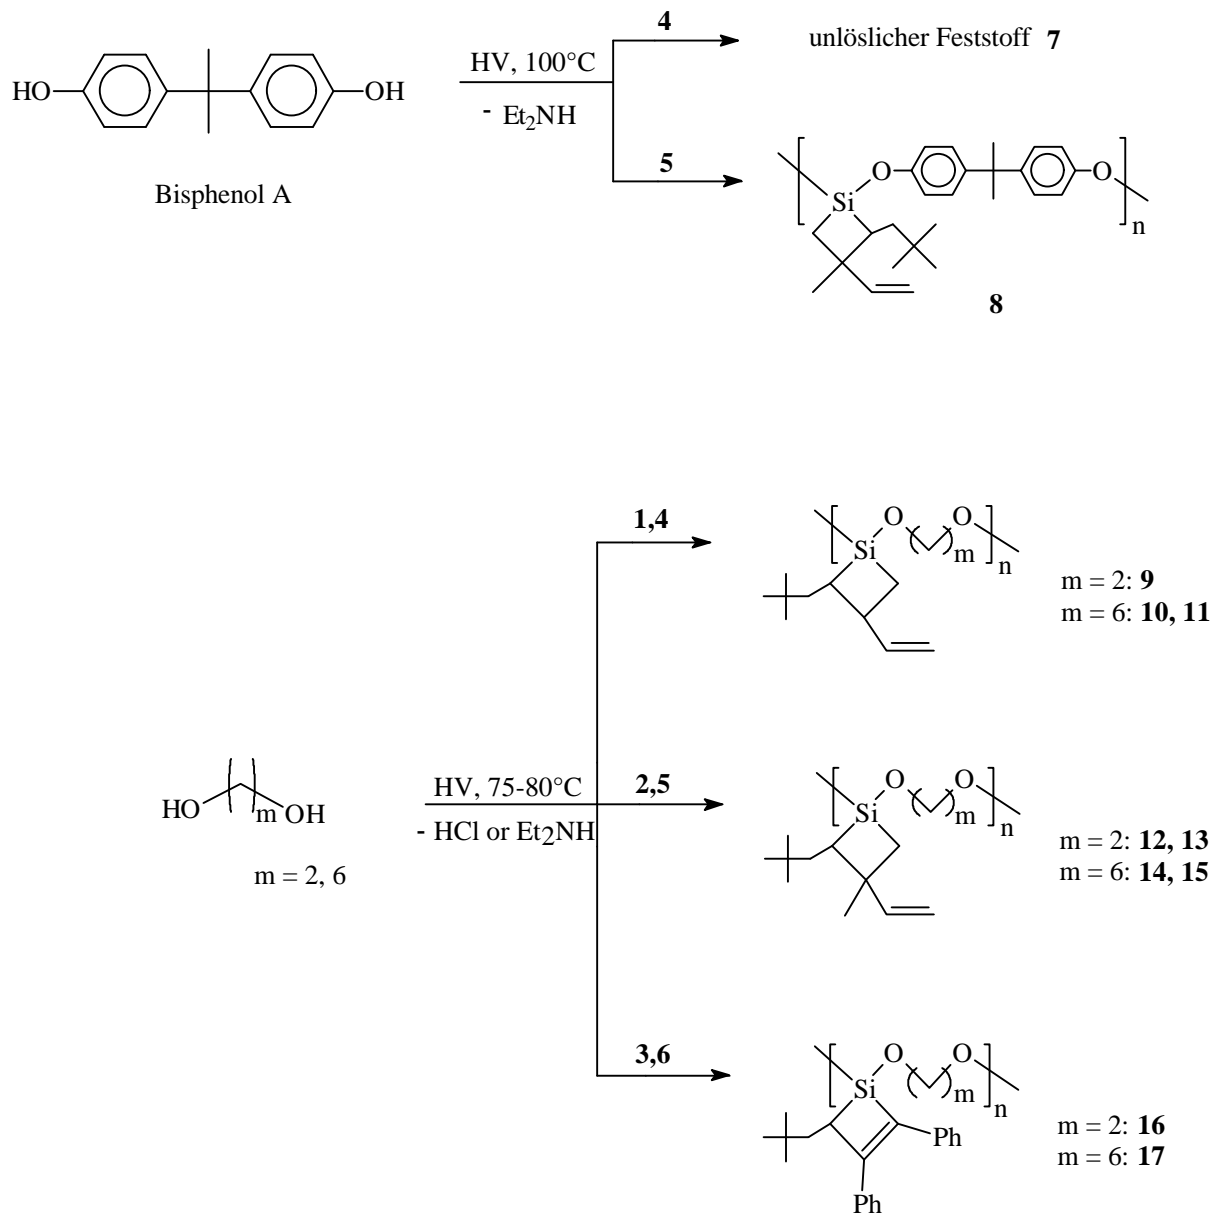 4
unlöslicher Feststoff 7
HO
OH
HV, 100°C
- Et2NH
Bisphenol A
5
O
O
Si
n
8
1,4
O
O
Si
m
n
m = 2: 9
m = 6: 10, 11
HO
m
OH
m = 2, 6
HV, 75-80°C
- HCl or Et2NH
2,5
O
O
Si
m
n
m = 2: 12, 13
m = 6: 14, 15
3,6
O
O
Si
m
n
Ph
Ph
m = 2: 16
m = 6: 17